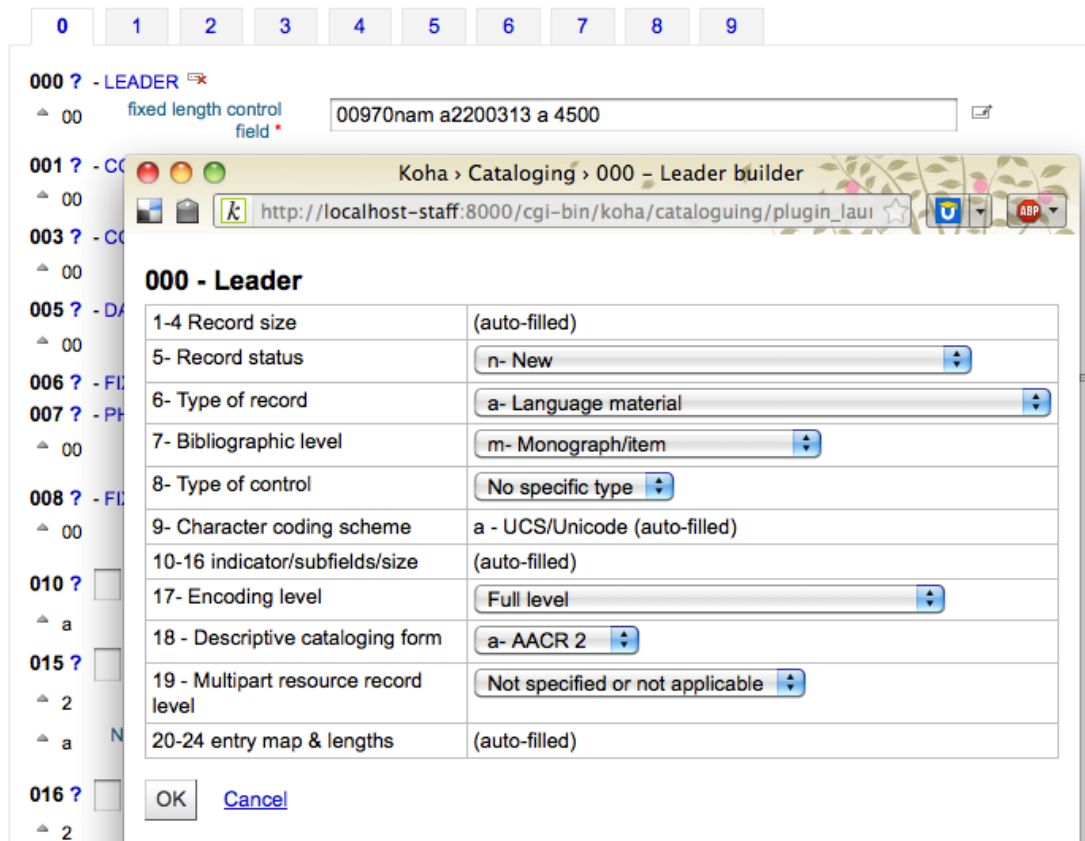 0 1 2 3 4 5 6 7 8 9
000 ? - LEADER
00 fixed length control field * 00970nam a2200313 a 4500
001 ? - CO
00
003 ? - CO
00
005 ? - DA
00
006 ? - FI
007 ? - PH
00
008 ? - FI
00
010 ?
a
015 ?
2
a N
016 ?
2
Koha › Cataloging › 000 – Leader builder
k http://localhost-staff:8000/cgi-bin/koha/cataloguing/plugin_lau
ABP
000 - Leader
1-4 Record size (auto-filled)
5- Record status n- New
6- Type of record a- Language material
7- Bibliographic level m- Monograph/item
8- Type of control No specific type
9- Character coding scheme a - UCS/Unicode (auto-filled)
10-16 indicator/subfields/size (auto-filled)
17- Encoding level Full level
18 - Descriptive cataloging form a- AACR 2
19 - Multipart resource record level Not specified or not applicable
20-24 entry map & lengths (auto-filled)
OK Cancel